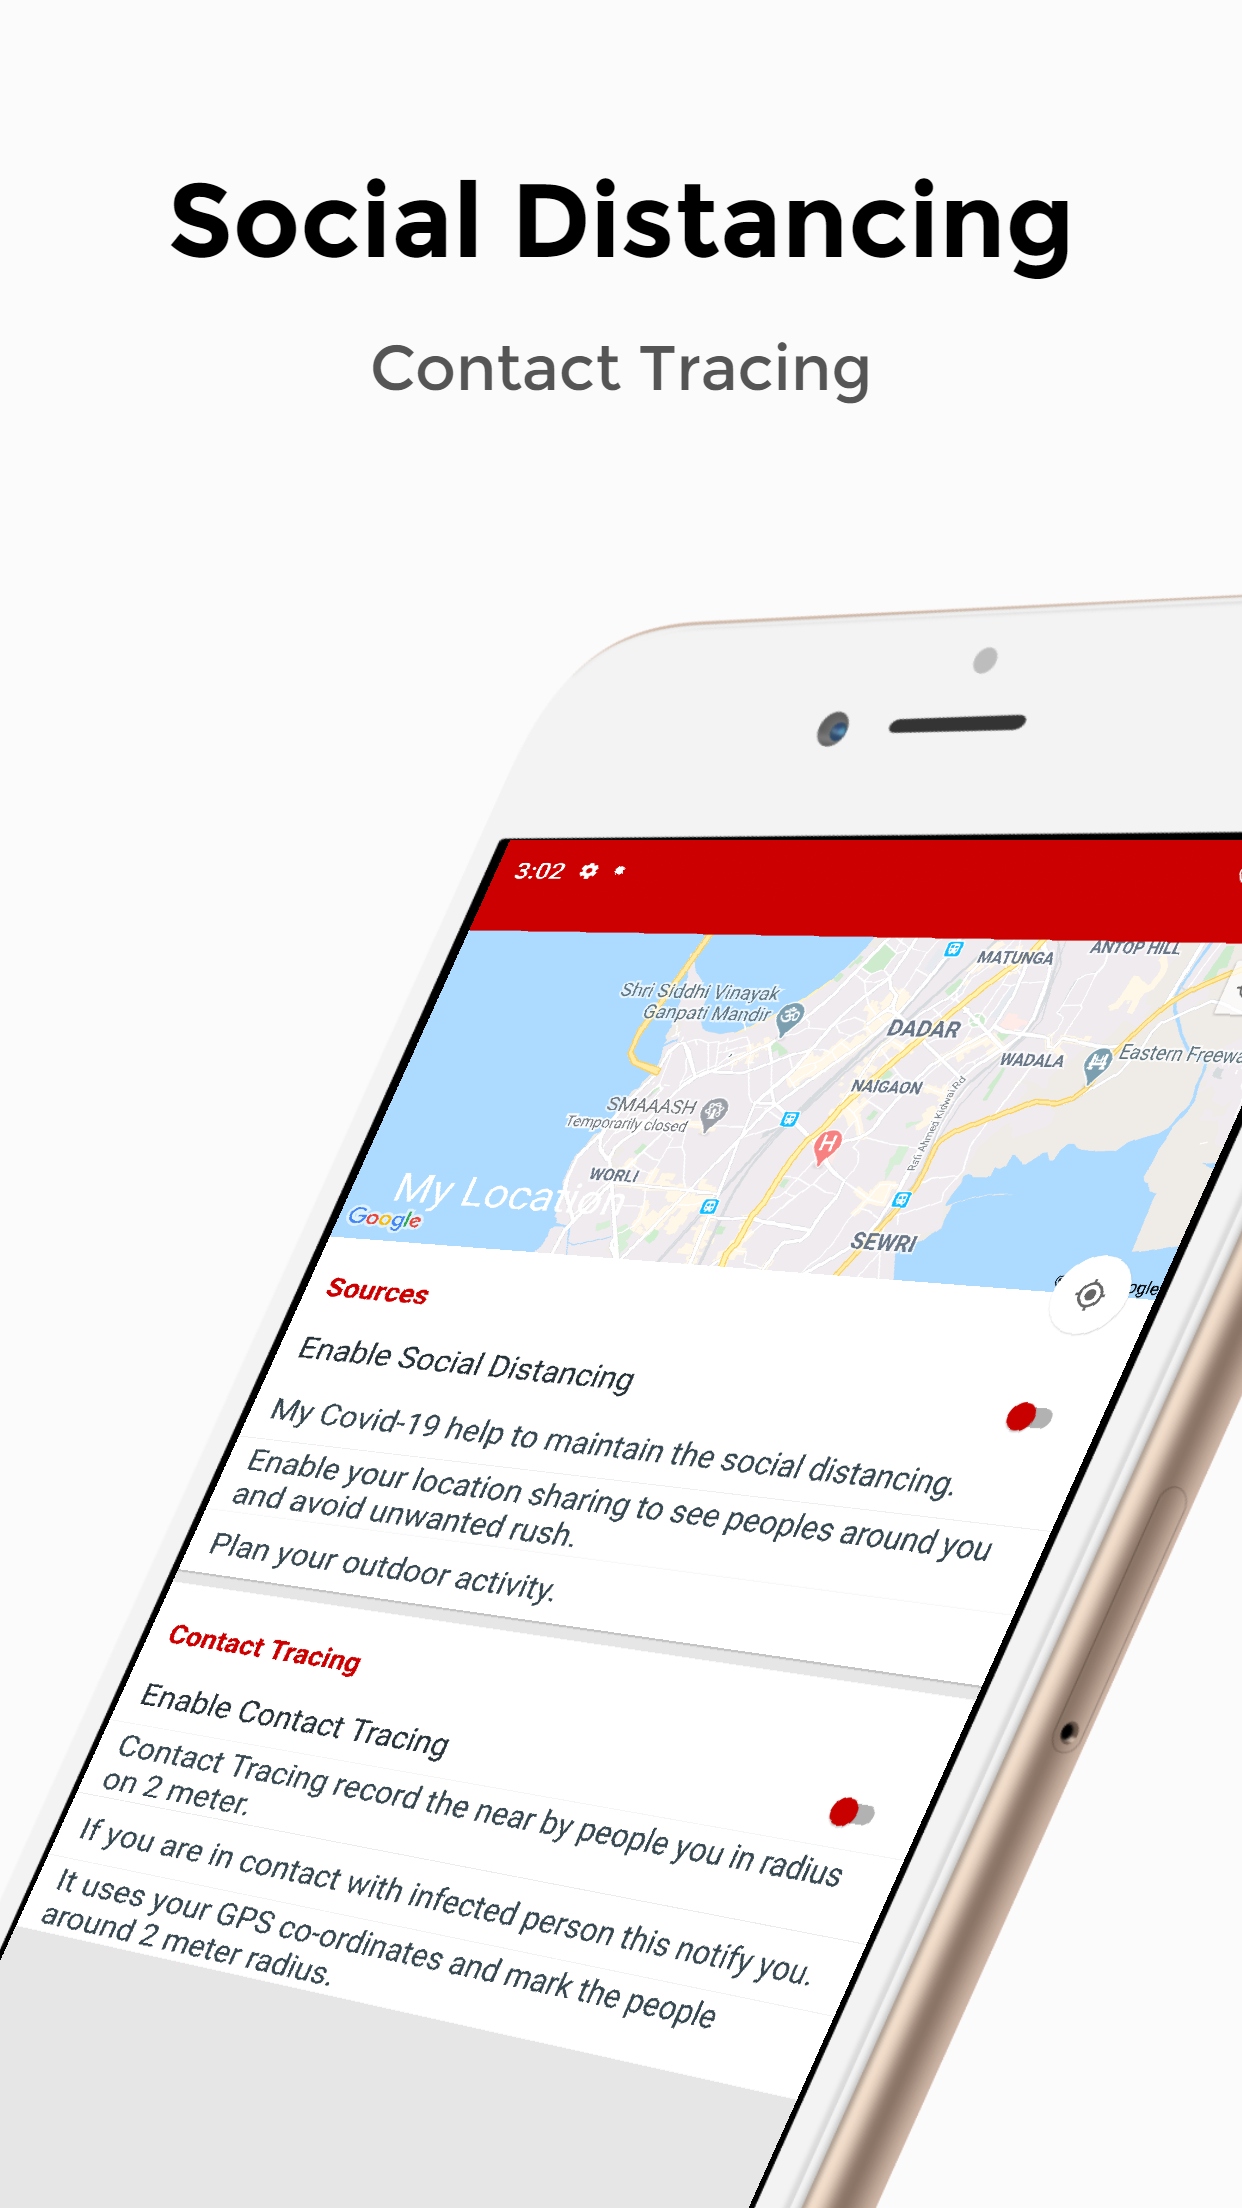 Social Distancing
Contact Tracing
3:02
ANTOP HILL
MATUNGA
Shri Siddhi Vinayak
Ganpati Mandir
DADAR
WADALA
Eastern Freewa
NAIGAON
SMAAASH
Temporarily closed
Rafi Ahmed Kidwai Rd
H
WORLI
My Location
Google
SEWRI
ogle
Sources
Enable Social Distancing
My Covid-19 help to maintain the social distancing.
Enable your location sharing to see peoples around you
and avoid unwanted rush.
Plan your outdoor activity.
Contact Tracing
Enable Contact Tracing
Contact Tracing record the near by people you in radius
on 2 meter.
If you are in contact with infected person this notify you.
It uses your GPS co-ordinates and mark the people
around 2 meter radius.